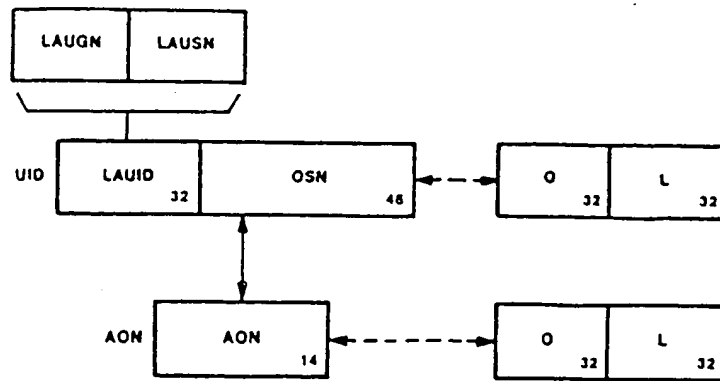 LAUGN LAUSN
UID LAUID 32 OSN 48 O 32 L 32
AON AON 14 O 32 L 32